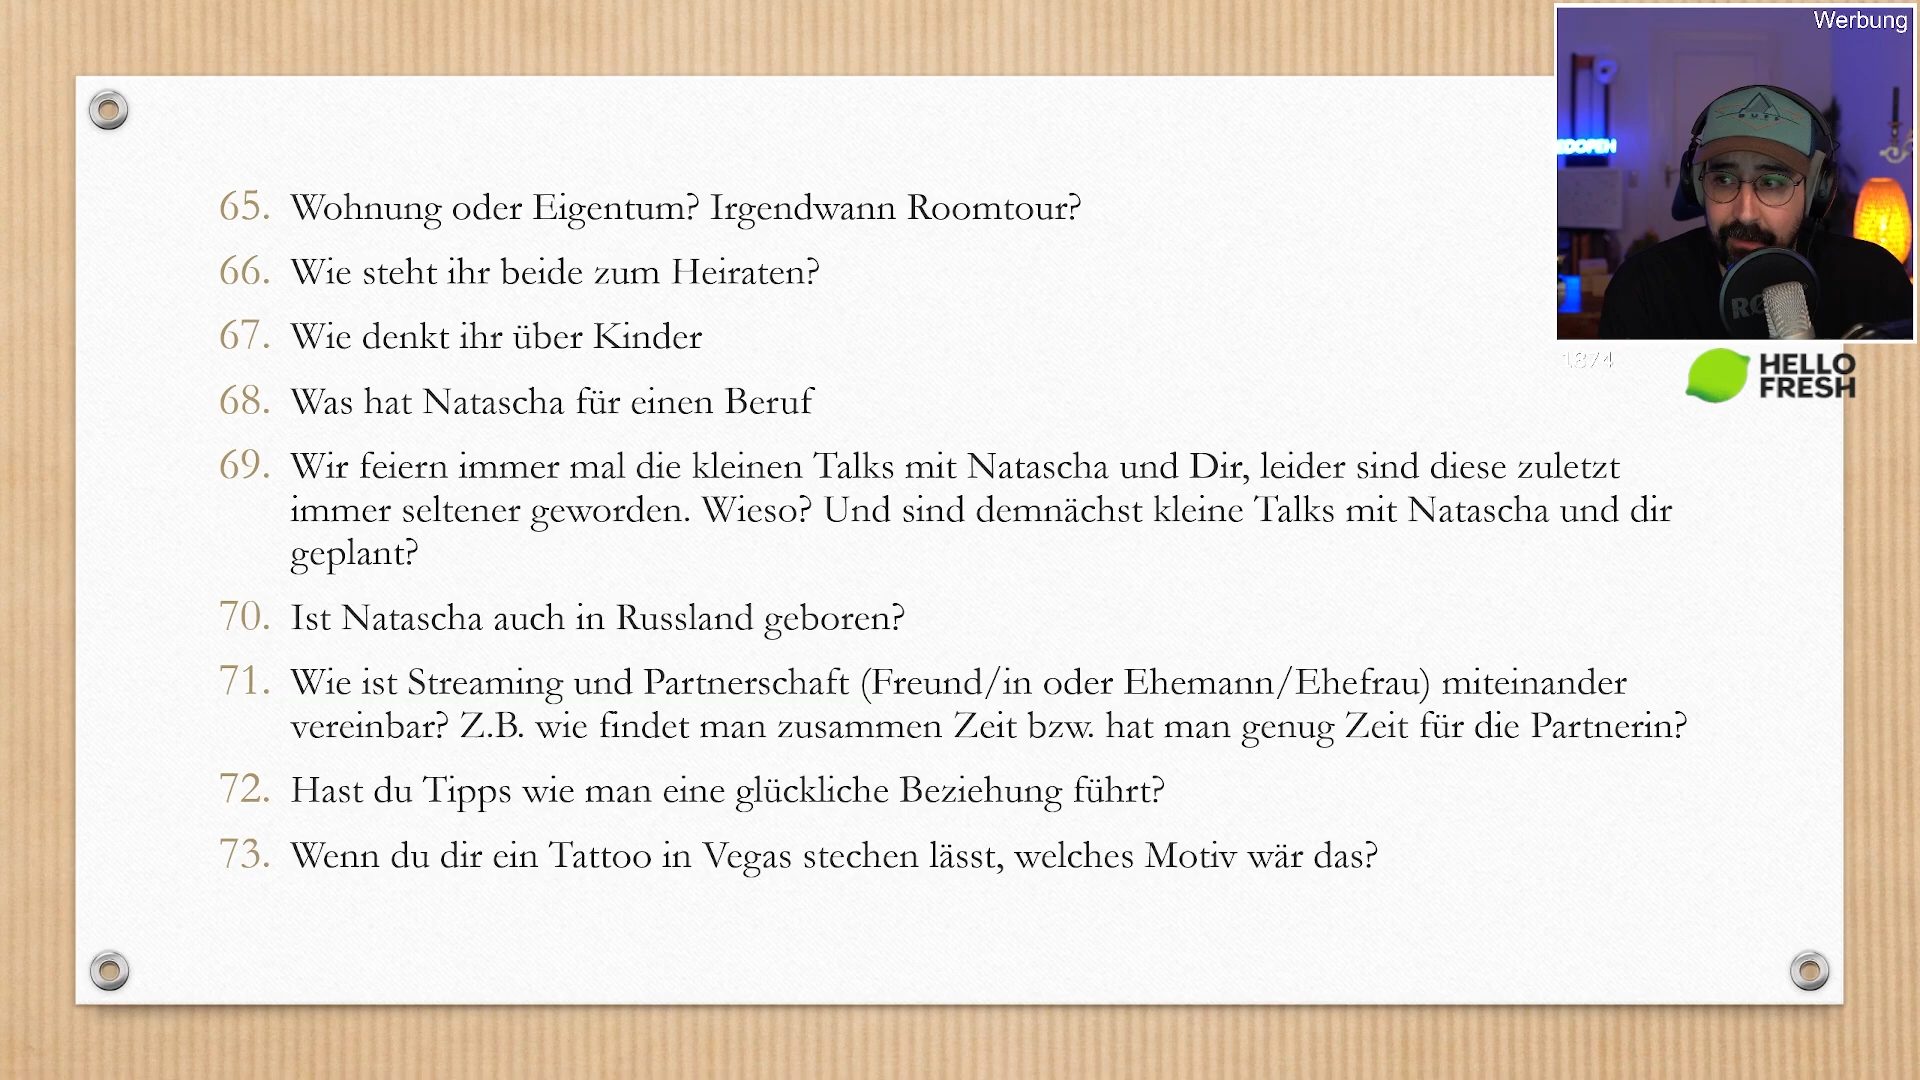 Werbung
65. Wohnung oder Eigentum? Irgendwann Roomtour?
66. Wie steht ihr beide zum Heiraten?
67. Wie denkt ihr über Kinder
68. Was hat Natascha für einen Beruf
69. Wir feiern immer mal die kleinen Talks mit Natascha und Dir, leider sind diese zuletzt
immer seltener geworden. Wieso? Und sind demnächst kleine Talks mit Natascha und dir
geplant?
70. Ist Natascha auch in Russland geboren?
71. Wie ist Streaming und Partnerschaft (Freund/in oder Ehemann/Ehefrau) miteinander
vereinbar? Z.B. wie findet man zusammen Zeit bzw. hat man genug Zeit für die Partnerin?
72. Hast du Tipps wie man eine glückliche Beziehung führt?
73. Wenn du dir ein Tattoo in Vegas stechen lässt, welches Motiv wär das?
1374
HELLO
FRESH